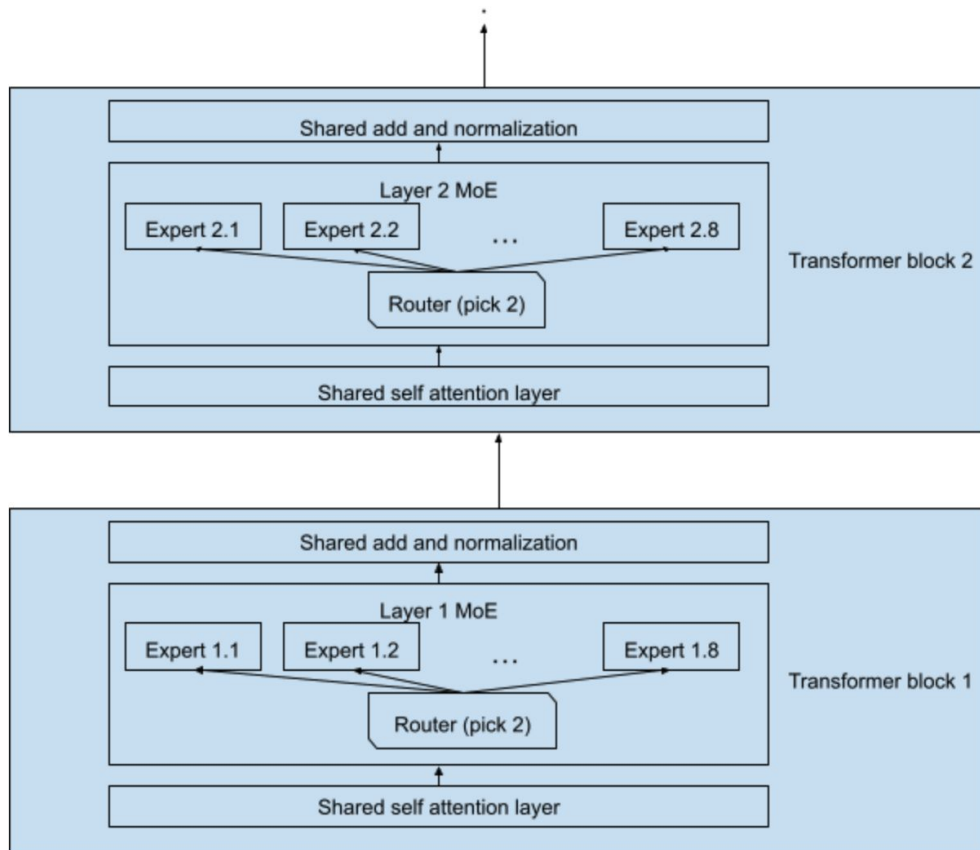 Shared add and normalization
Layer 2 MoE
Expert 2.1 Expert 2.2 ... Expert 2.8
Transformer block 2
Router (pick 2)
Shared self attention layer
Shared add and normalization
Layer 1 MoE
Expert 1.1 Expert 1.2 ... Expert 1.8
Transformer block 1
Router (pick 2)
Shared self attention layer